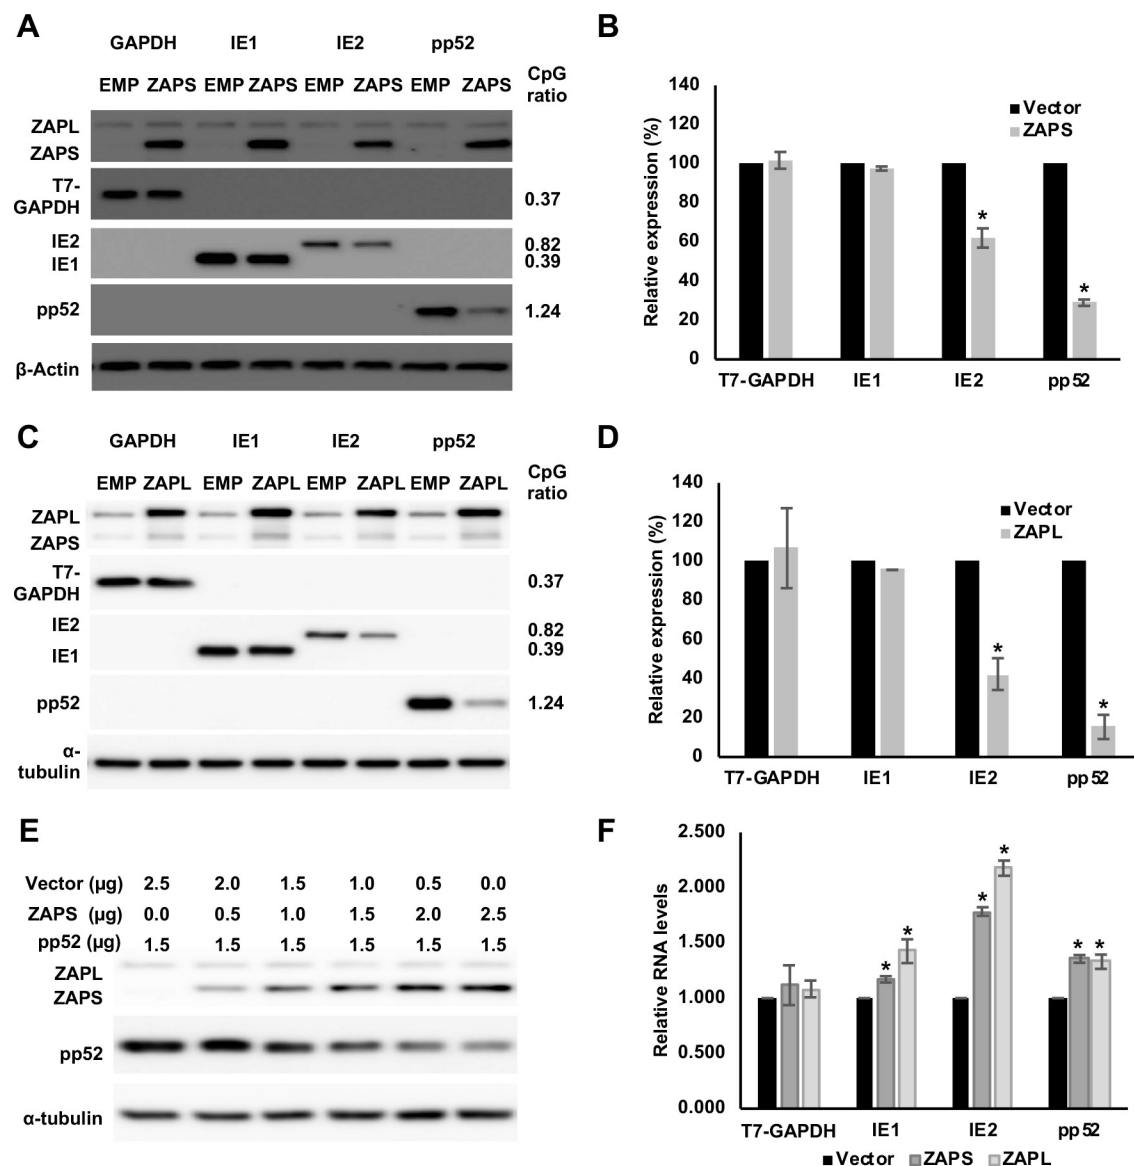 A
GAPDH IE1 IE2 pp52
EMP ZAPS EMP ZAPS EMP ZAPS EMP ZAPS
CpG
ratio
ZAPL
ZAPS
T7-
GAPDH 0.37
IE2 0.82
IE1 0.39
pp52 1.24
β-Actin
B
Relative expression (%)
140
120
100
80
60
40
20
0
Vector
ZAPS
*
*
T7-GAPDH IE1 IE2 pp52
C
GAPDH IE1 IE2 pp52
EMP ZAPL EMP ZAPL EMP ZAPL EMP ZAPL
CpG
ratio
ZAPL
ZAPS
T7-
GAPDH 0.37
IE2 0.82
IE1 0.39
pp52 1.24
α-
tubulin
D
Relative expression (%)
140
120
100
80
60
40
20
0
Vector
ZAPL
*
*
T7-GAPDH IE1 IE2 pp52
E
Vector (µg) 2.5 2.0 1.5 1.0 0.5 0.0
ZAPS (µg) 0.0 0.5 1.0 1.5 2.0 2.5
pp52 (µg) 1.5 1.5 1.5 1.5 1.5 1.5
ZAPL
ZAPS
pp52
α-tubulin
F
Relative RNA levels
2.500
2.000
1.500
1.000
0.500
0.000
* *
* *
* *
T7-GAPDH IE1 IE2 pp52
Vector ZAPS ZAPL